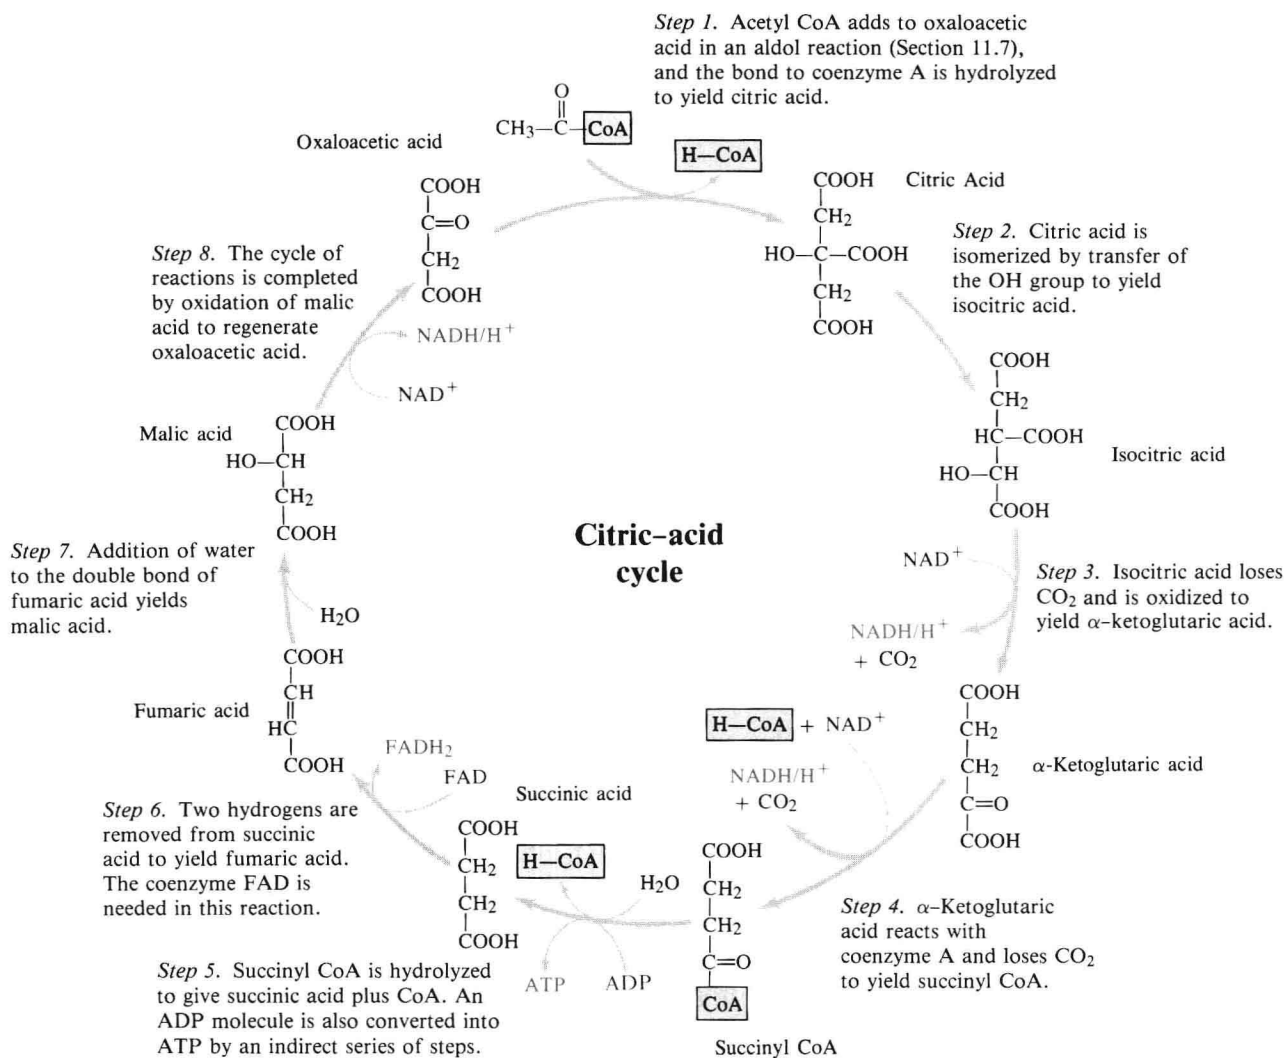 Step 1. Acetyl CoA adds to oxaloacetic
acid in an aldol reaction (Section 11.7),
and the bond to coenzyme A is hydrolyzed
to yield citric acid.
O
CH₃—C—CoA
H—CoA
Oxaloacetic acid
COOH
C=O
CH₂
COOH
Citric Acid
COOH
CH₂
HO—C—COOH
CH₂
COOH
Step 2. Citric acid is
isomerized by transfer of
the OH group to yield
isocitric acid.
Isocitric acid
COOH
CH₂
HC—COOH
HO—CH
COOH
NAD⁺
NADH/H⁺
+ CO₂
Step 3. Isocitric acid loses
CO₂ and is oxidized to
yield α-ketoglutaric acid.
α-Ketoglutaric acid
COOH
CH₂
CH₂
C=O
COOH
H—CoA + NAD⁺
NADH/H⁺
+ CO₂
Step 4. α-Ketoglutaric
acid reacts with
coenzyme A and loses CO₂
to yield succinyl CoA.
COOH
CH₂
CH₂
C=O
CoA
Succinyl CoA
H₂O
H—CoA
ADP
ATP
Step 5. Succinyl CoA is hydrolyzed
to give succinic acid plus CoA. An
ADP molecule is also converted into
ATP by an indirect series of steps.
Succinic acid
COOH
CH₂
CH₂
COOH
FAD
FADH₂
Step 6. Two hydrogens are
removed from succinic
acid to yield fumaric acid.
The coenzyme FAD is
needed in this reaction.
Fumaric acid
COOH
CH
HC
COOH
H₂O
Step 7. Addition of water
to the double bond of
fumaric acid yields
malic acid.
Malic acid
COOH
HO—CH
CH₂
COOH
NAD⁺
NADH/H⁺
Step 8. The cycle of
reactions is completed
by oxidation of malic
acid to regenerate
oxaloacetic acid.
Citric–acid
cycle